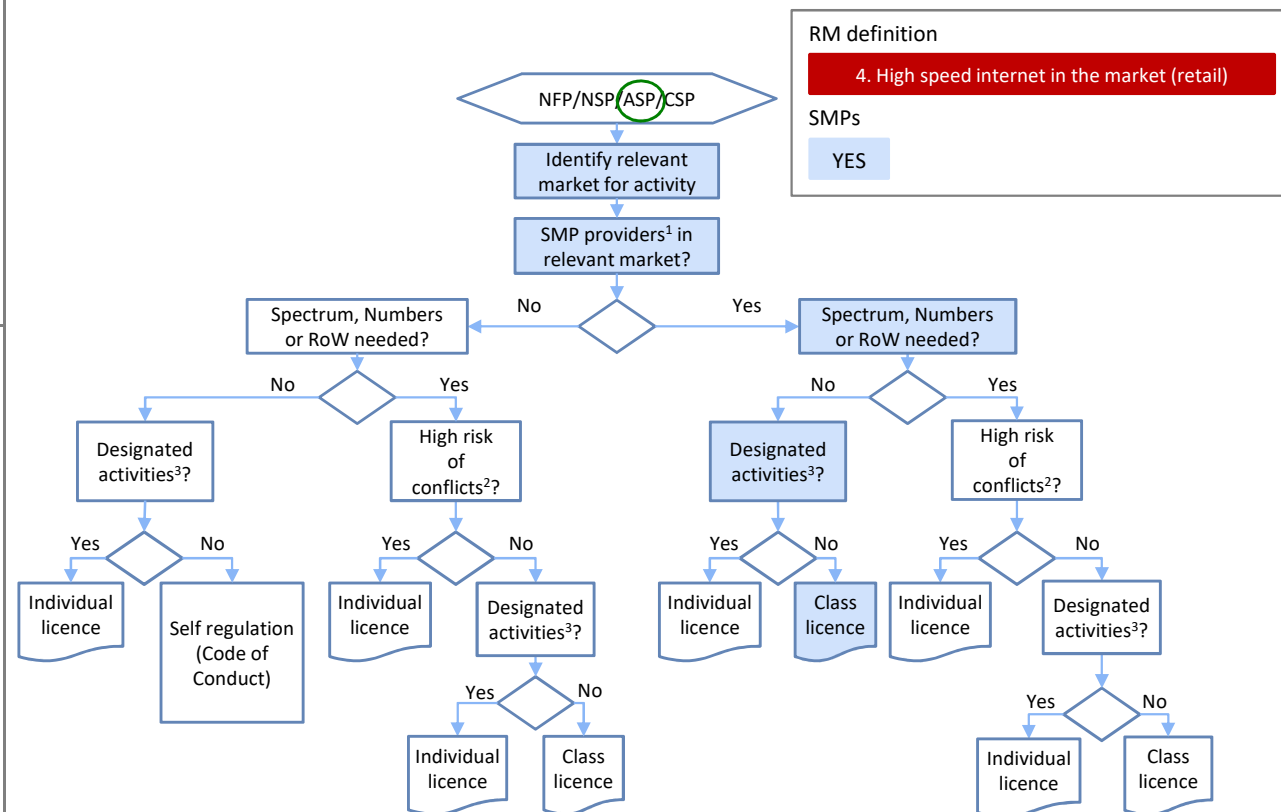 RM definition
4. High speed internet in the market (retail)
SMPs
YES
NFP/NSP/ASP/CSP
Identify relevant
market for activity
SMP providers¹ in
relevant market?
No
Yes
Spectrum, Numbers
or RoW needed?
Spectrum, Numbers
or RoW needed?
No
Yes
No
Yes
Designated
activities³?
High risk
of
conflicts²?
Designated
activities³?
High risk
of
conflicts²?
Yes
No
Yes
No
Yes
No
Yes
No
Individual
licence
Self regulation
(Code of
Conduct)
Individual
licence
Designated
activities³?
Individual
licence
Class
licence
Individual
licence
Designated
activities³?
Yes
No
Yes
No
Individual
licence
Class
licence
Individual
licence
Class
licence